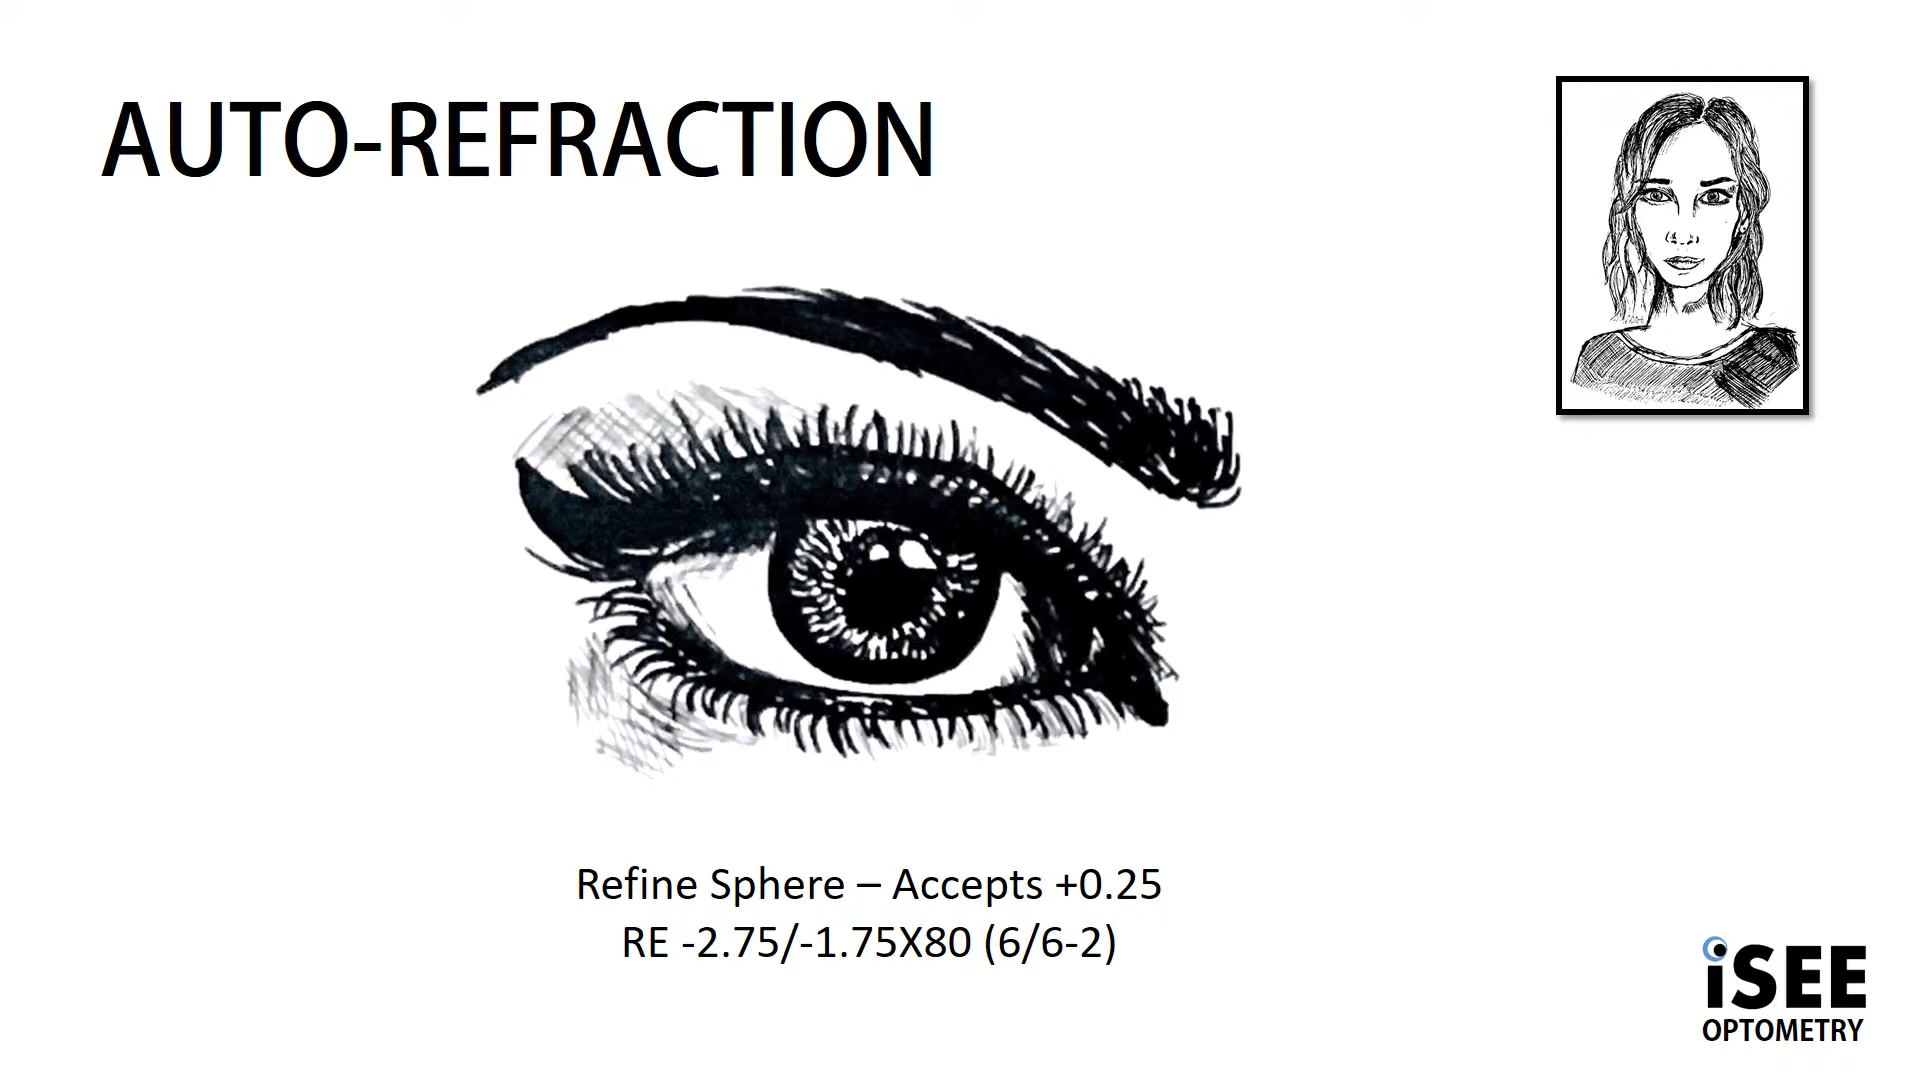 AUTO-REFRACTION
Refine Sphere – Accepts +0.25
RE -2.75/-1.75X80 (6/6-2)
iSEE
OPTOMETRY